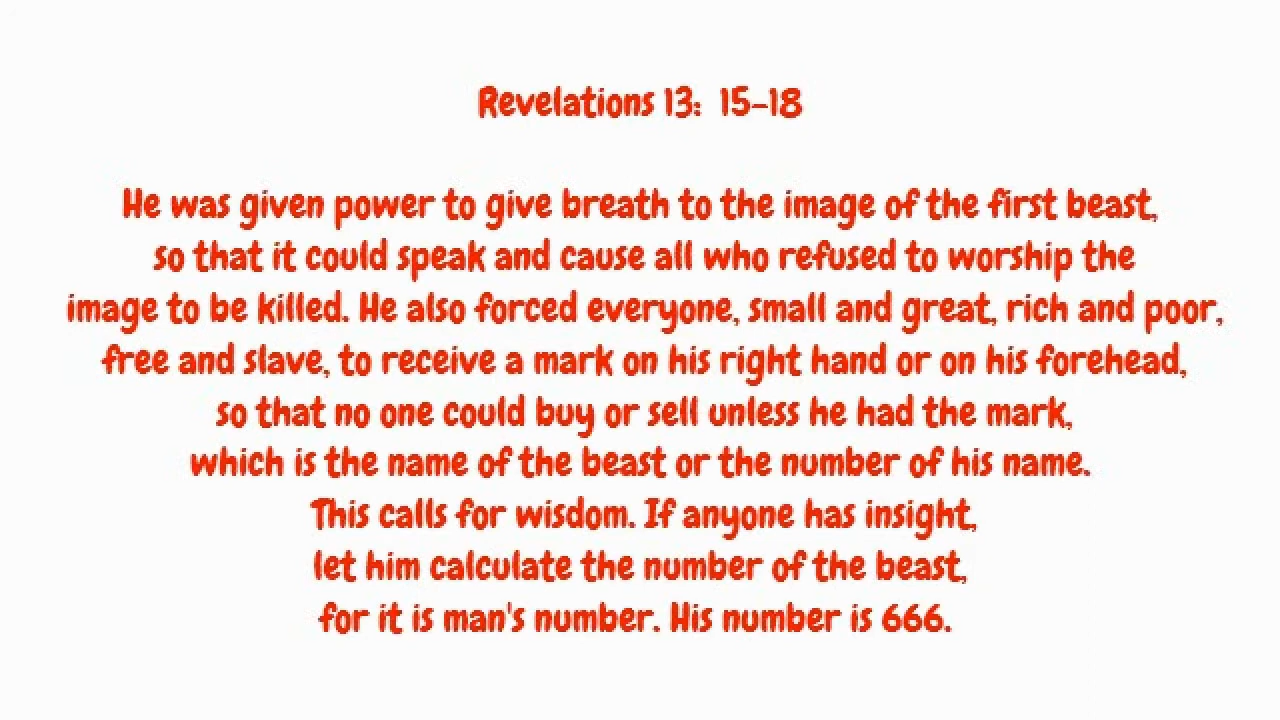 Revelations 13: 15-18
He was given power to give breath to the image of the first beast,
so that it could speak and cause all who refused to worship the
image to be killed. He also forced everyone, small and great, rich and poor,
free and slave, to receive a mark on his right hand or on his forehead,
so that no one could buy or sell unless he had the mark,
which is the name of the beast or the number of his name.
This calls for wisdom. If anyone has insight,
let him calculate the number of the beast,
for it is man's number. His number is 666.